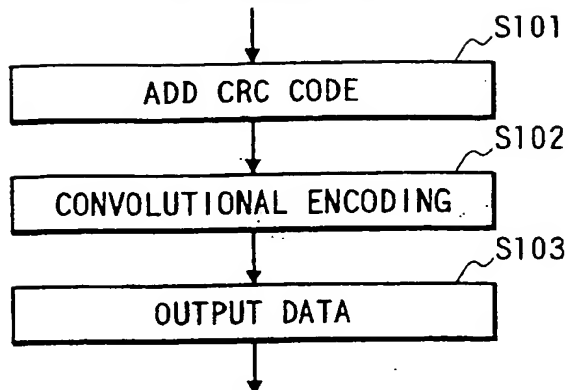 S101
ADD CRC CODE
S102
CONVOLUTIONAL ENCODING
S103
OUTPUT DATA